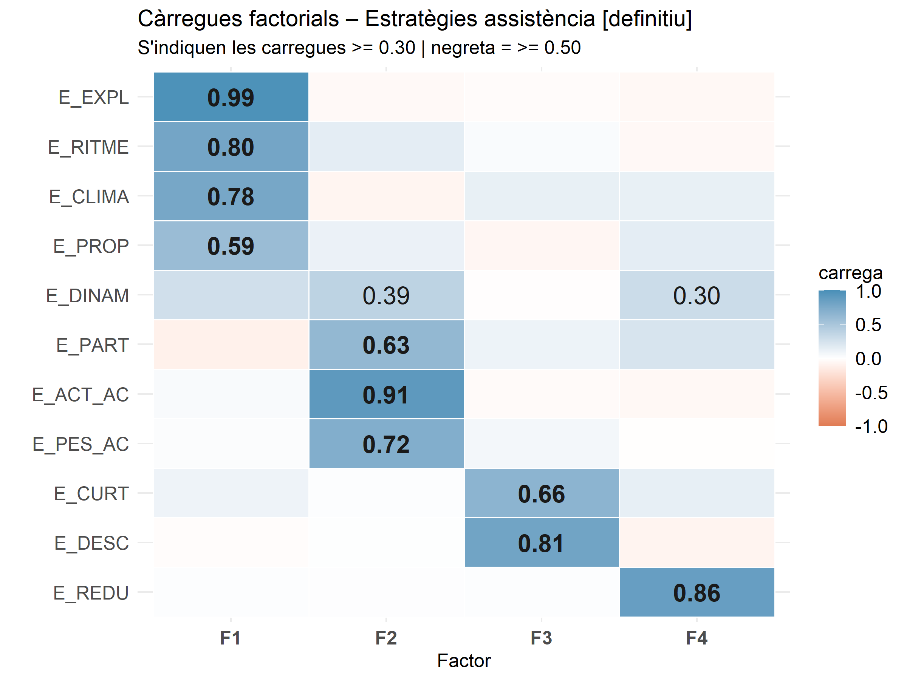 Càrregues factorials – Estratègies assistència [definitiu]
S'indiquen les carregues >= 0.30 | negreta = >= 0.50
E_EXPL 0.99
E_RITME 0.80
E_CLIMA 0.78
E_PROP 0.59
E_DINAM 0.39 0.30
E_PART 0.63
E_ACT_AC 0.91
E_PES_AC 0.72
E_CURT 0.66
E_DESC 0.81
E_REDU 0.86
F1 F2 F3 F4
Factor
carrega
1.0
0.5
0.0
-0.5
-1.0